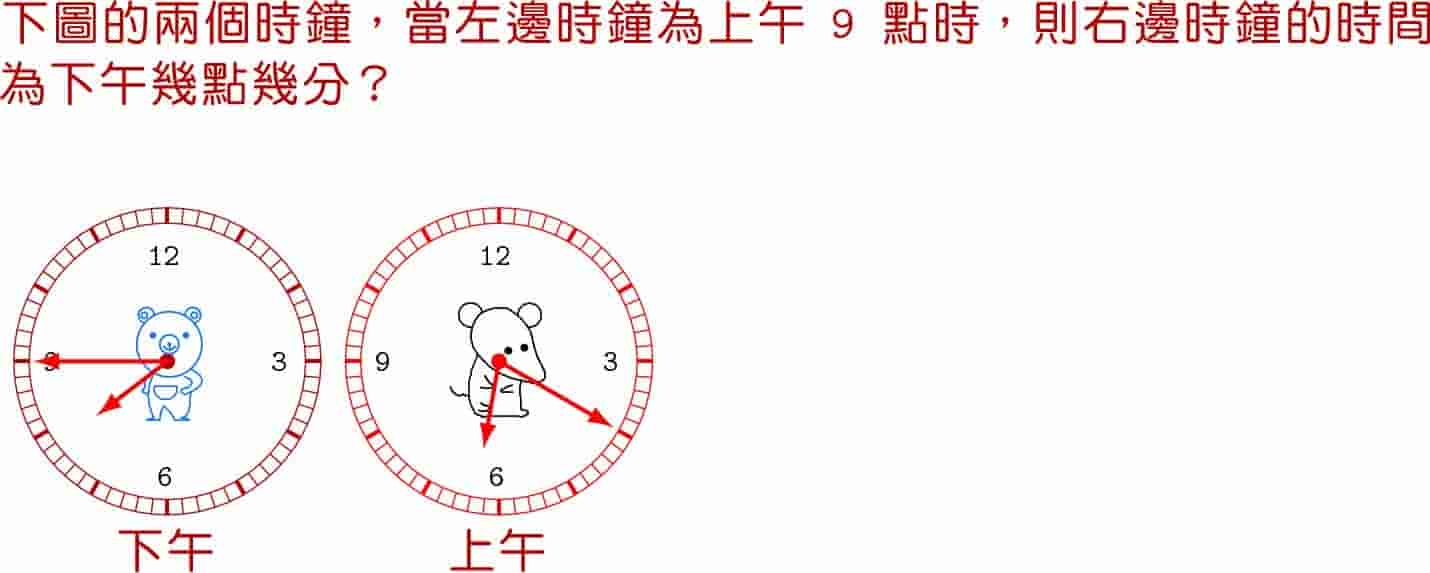 下圖的兩個時鐘，當左邊時鐘為上午 9 點時，則右邊時鐘的時間
為下午幾點幾分？
12 12
9 3 9 3
6 6
下午 上午